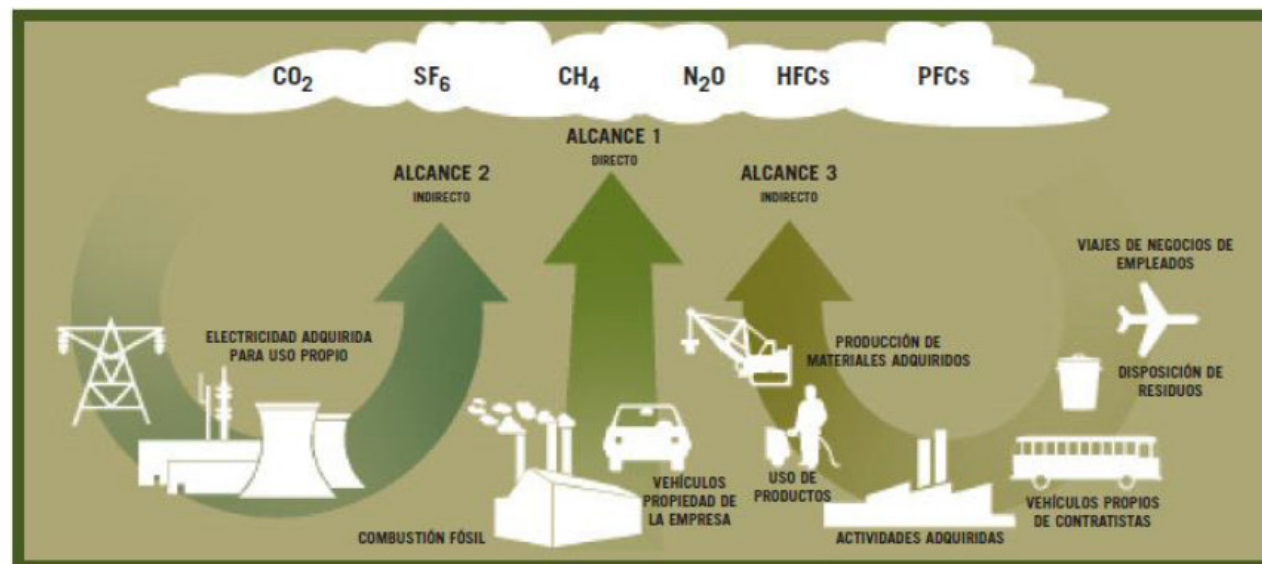 CO₂ SF₆ CH₄ N₂O HFCs PFCs
ALCANCE 1
DIRECTO
ALCANCE 2
INDIRECTO
ALCANCE 3
INDIRECTO
VIAJES DE NEGOCIOS DE
EMPLEADOS
ELECTRICIDAD ADQUIRIDA
PARA USO PROPIO
PRODUCCIÓN DE
MATERIALES ADQUIRIDOS
DISPOSICIÓN DE
RESIDUOS
VEHÍCULOS
PROPIEDAD DE
LA EMPRESA
USO DE
PRODUCTOS
VEHÍCULOS PROPIOS
DE CONTRATISTAS
COMBUSTIÓN FÓSIL
ACTIVIDADES ADQUIRIDAS